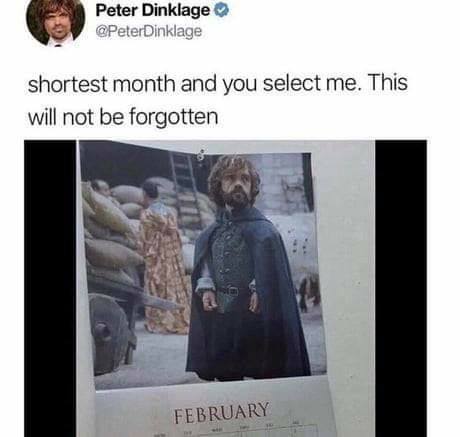 Peter Dinklage
@PeterDinklage
shortest month and you select me. This
will not be forgotten
FEBRUARY